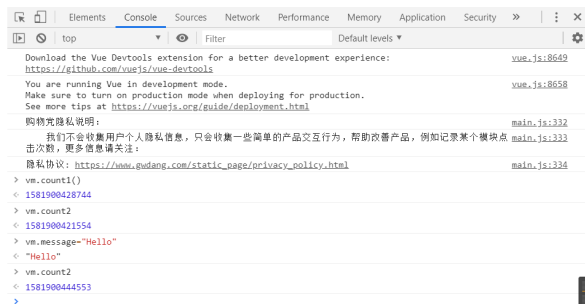 Elements Console Sources Network Performance Memory Application Security »
top ▼ Filter Default levels ▼
Download the Vue Devtools extension for a better development experience: vue.js:8649
https://github.com/vuejs/vue-devtools
You are running Vue in development mode. vue.js:8658
Make sure to turn on production mode when deploying for production.
See more tips at https://vuejs.org/guide/deployment.html
购物党隐私说明: main.js:332
我们不会收集用户个人隐私信息，只会收集一些简单的产品交互行为，帮助改善产品，例如记录某个模块点 main.js:333
击次数，更多信息请关注:
隐私协议: https://www.gwdang.com/static_page/privacy_policy.html main.js:334
> vm.count1()
1581900428744
> vm.count2
1581900421554
> vm.message="Hello"
"Hello"
> vm.count2
1581900444553
>